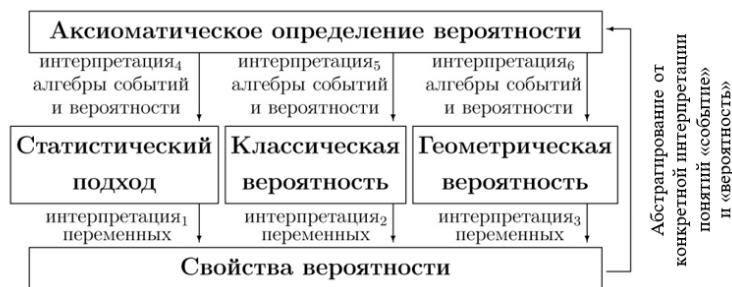 Аксиоматическое определение вероятности
интерпретация₄ интерпретация₅ интерпретация₆
алгебры событий алгебры событий алгебры событий
и вероятности и вероятности и вероятности
Статистический Классическая Геометрическая
подход вероятность вероятность
интерпретация₁ интерпретация₂ интерпретация₃
переменных переменных переменных
Свойства вероятности
Абстрагирование от
конкретной интерпретации
понятий «событие»
и «вероятность»